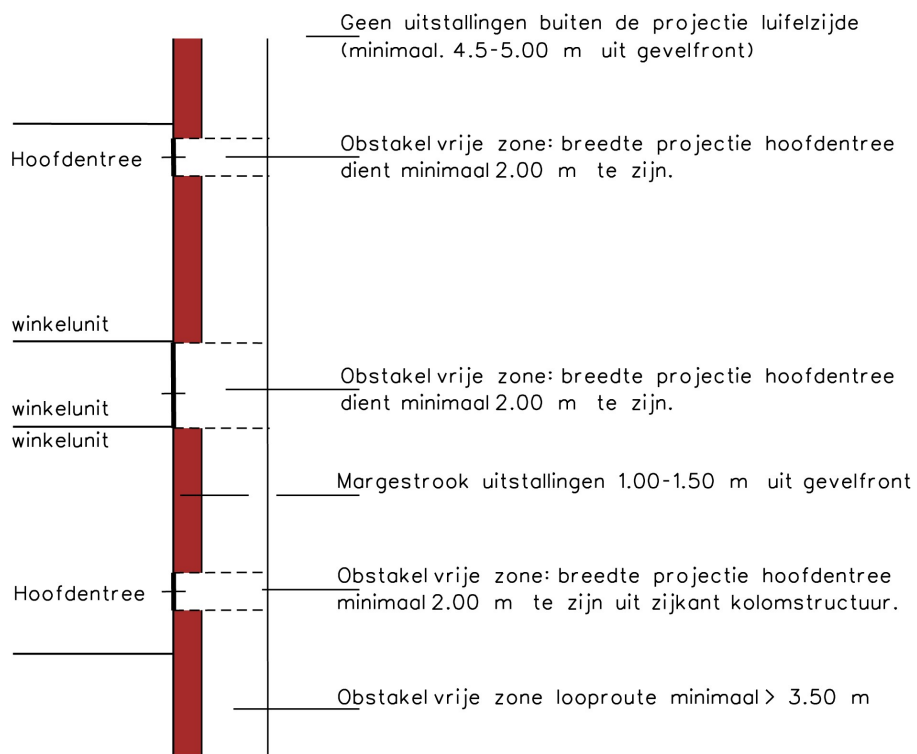 Geen uitstallingen buiten de projectie luifelzijde
(minimaal. 4.5-5.00 m uit gevelfront)
Hoofdentree
Obstakel vrije zone: breedte projectie hoofdentree
dient minimaal 2.00 m te zijn.
winkelunit
winkelunit
winkelunit
Obstakel vrije zone: breedte projectie hoofdentree
dient minimaal 2.00 m te zijn.
Margestrook uitstallingen 1.00-1.50 m uit gevelfront
Hoofdentree
Obstakel vrije zone: breedte projectie hoofdentree
minimaal 2.00 m te zijn uit zijkant kolomstructuur.
Obstakel vrije zone looproute minimaal > 3.50 m